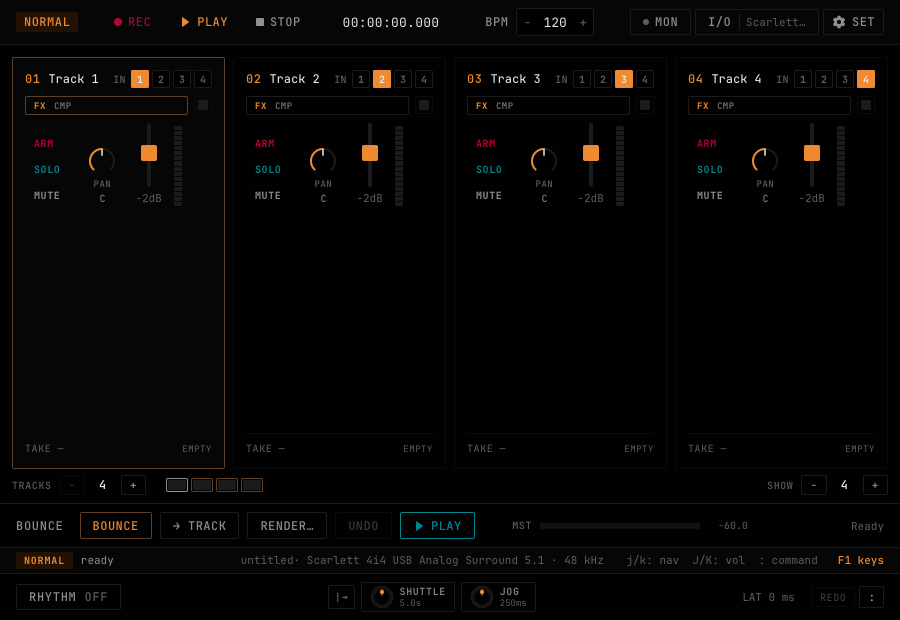 NORMAL REC PLAY STOP 00:00:00.000 BPM - 120 + MON I/O Scarlett… SET
01 Track 1 IN 1 2 3 4
FX CMP
ARM
SOLO
MUTE
PAN
C
-2dB
TAKE — EMPTY
02 Track 2 IN 1 2 3 4
FX CMP
ARM
SOLO
MUTE
PAN
C
-2dB
TAKE — EMPTY
03 Track 3 IN 1 2 3 4
FX CMP
ARM
SOLO
MUTE
PAN
C
-2dB
TAKE — EMPTY
04 Track 4 IN 1 2 3 4
FX CMP
ARM
SOLO
MUTE
PAN
C
-2dB
TAKE — EMPTY
TRACKS - 4 + SHOW - 4 +
BOUNCE BOUNCE → TRACK RENDER… UNDO PLAY MST -60.0 Ready
NORMAL ready untitled· Scarlett 4i4 USB Analog Surround 5.1 · 48 kHz j/k: nav J/K: vol : command F1 keys
RHYTHM OFF |⇥ SHUTTLE 5.0s JOG 250ms LAT 0 ms REDO :